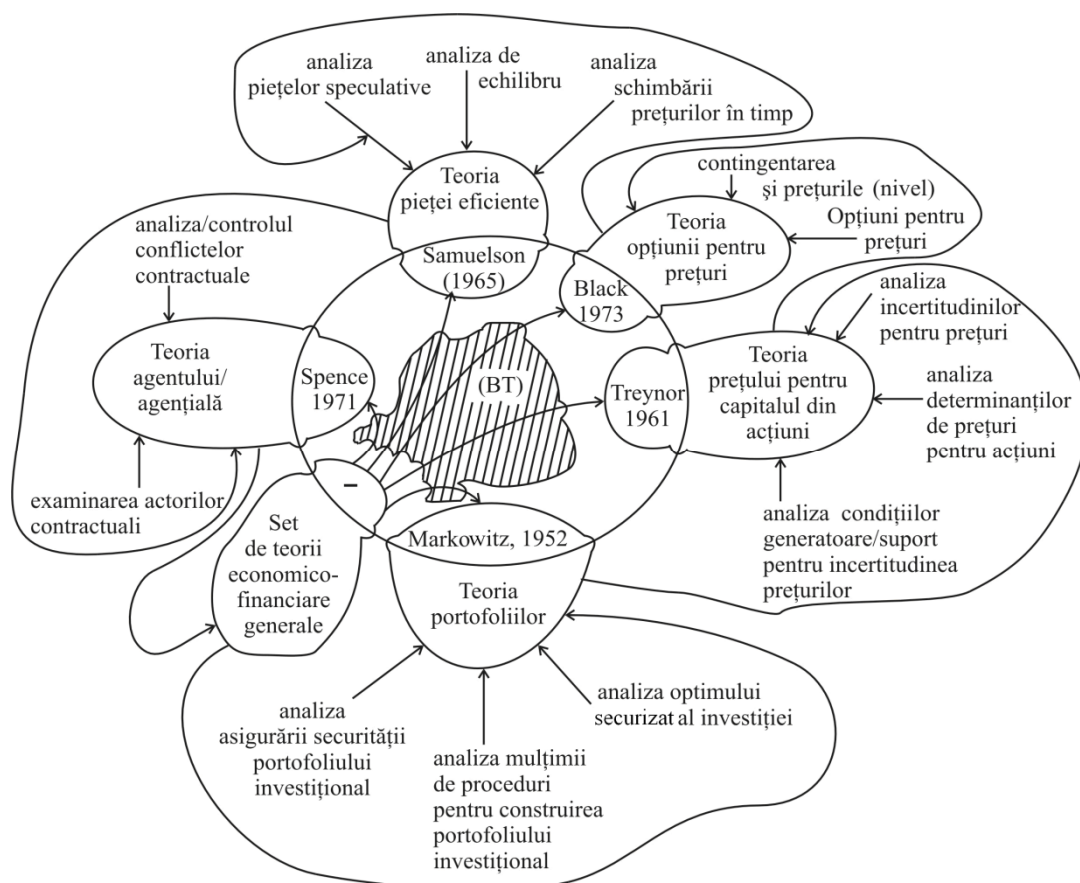 analiza
piețelor speculative
analiza de
echilibru
analiza
schimbării
prețurilor în timp
Teoria
pieței eficiente
Samuelson
(1965)
contingentarea
și prețurile (nivel)
Opțiuni pentru
prețuri
Teoria
opțiunii pentru
prețuri
Black
1973
analiza/controlul
conflictelor
contractuale
Teoria
agentului/
agențială
Spence
1971
examinarea actorilor
contractuali
(BT)
Treynor
1961
Teoria
prețului pentru
capitalul din
acțiuni
analiza
incertitudinilor
pentru prețuri
analiza
determinanților
de prețuri
pentru acțiuni
analiza condițiilor
generatoare/suport
pentru incertitudinea
prețurilor
–
Set
de teorii
economico-
financiare
generale
Markowitz, 1952
Teoria
portofoliilor
analiza
asigurării securității
portofoliului
investițional
analiza mulțimii
de proceduri
pentru construirea
portofoliului
investițional
analiza optimului
securizat al investiției